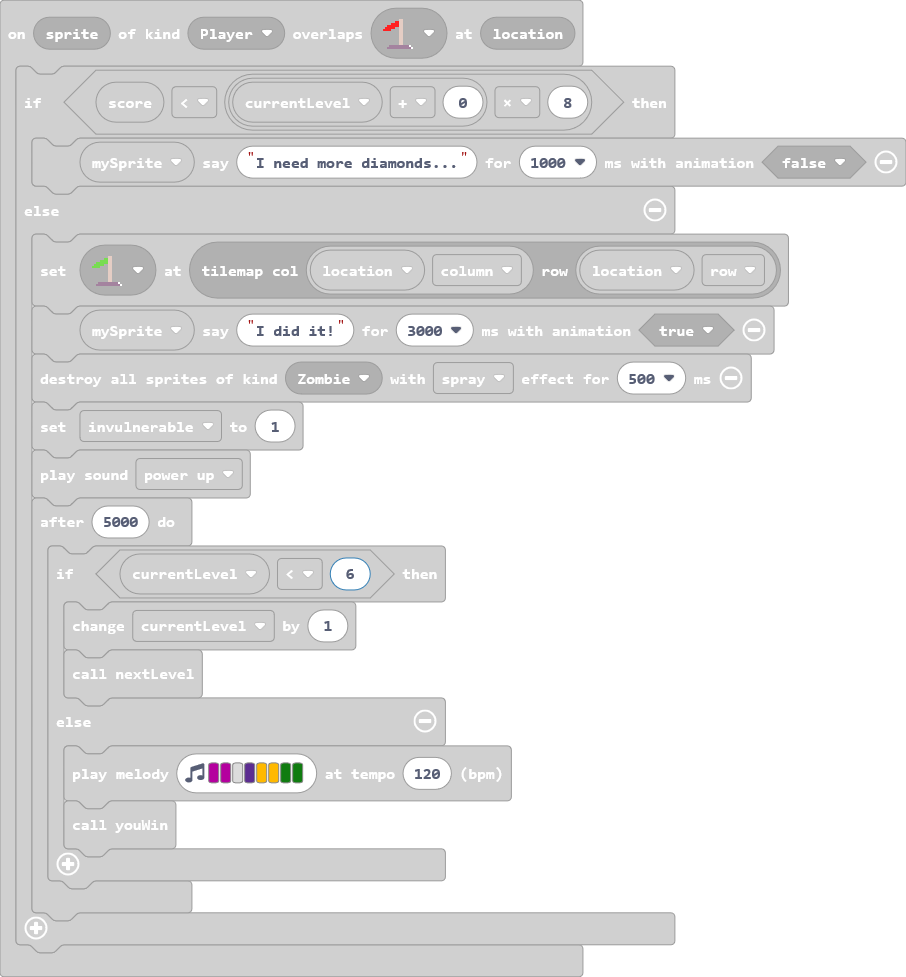 on sprite of kind Player overlaps at location
if score < currentLevel + 0 × 8 then
mySprite say "I need more diamonds..." for 1000 ms with animation false
else
set at tilemap col location column row location row
mySprite say "I did it!" for 3000 ms with animation true
destroy all sprites of kind Zombie with spray effect for 500 ms
set invulnerable to 1
play sound power up
after 5000 do
if currentLevel < 6 then
change currentLevel by 1
call nextLevel
else
play melody at tempo 120 (bpm)
call youWin